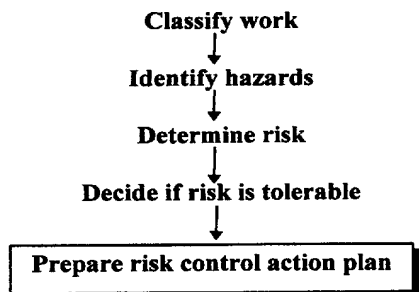 Classify work
Identify hazards
Determine risk
Decide if risk is tolerable
Prepare risk control action plan